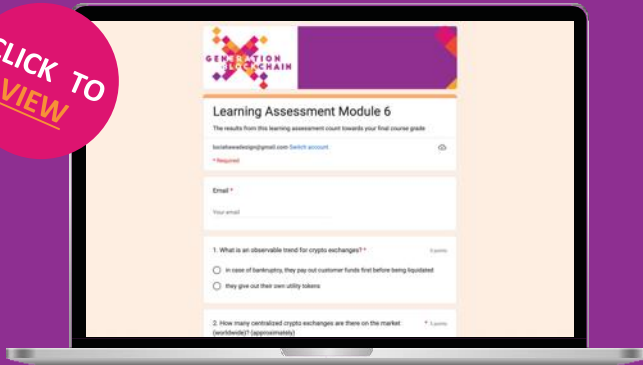 CLICK TO
VIEW
GENERATION
BLOCKCHAIN
Learning Assessment Module 6
The results from this learning assessment count towards your final course grade
Switch account
* Required
Email *
Your email
1. What is an observable trend for crypto exchanges? *
in case of bankruptcy, they pay out customer funds first before being liquidated
they give out their own utility tokens
2. How many centralized crypto exchanges are there on the market *
(worldwide)? (approximately)